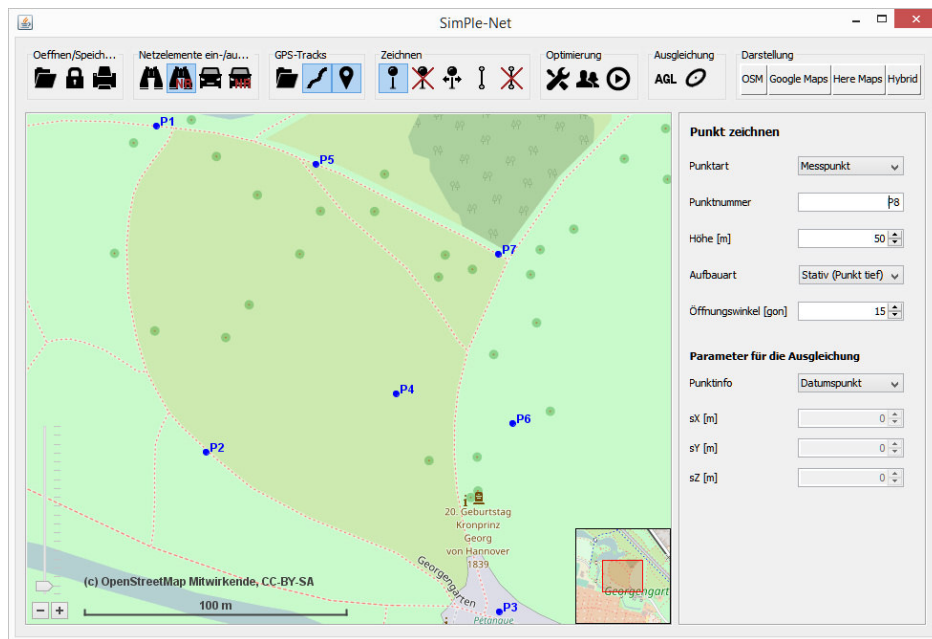 SimPle-Net
Oeffnen/Speich...
Netzelemente ein-/au...
GPS-Tracks
Zeichnen
Optimierung
Ausgleichung
Darstellung
NB
HR
AGL
OSM
Google Maps
Here Maps
Hybrid
P1
P5
P7
P4
P6
P2
20. Geburtstag
Kronprinz
Georg
von Hannover
1839
Georgengarten
P3
Pétanque
(c) OpenStreetMap Mitwirkende, CC-BY-SA
100 m
Georgengart
Punkt zeichnen
Punktart Messpunkt
Punktnummer P8
Höhe [m] 50
Aufbauart Stativ (Punkt tief)
Öffnungswinkel [gon] 15
Parameter für die Ausgleichung
Punktinfo Datumspunkt
sX [m] 0
sY [m] 0
sZ [m] 0